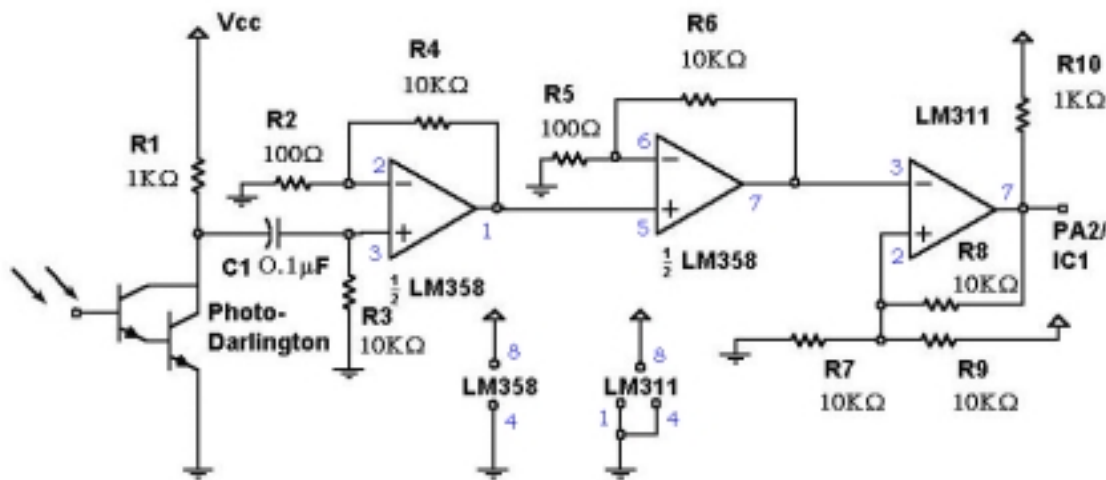 Vcc
R1
1KΩ
R2
100Ω
R4
10KΩ
2
3
1
C1 0.1µF
½ LM358
R3
10KΩ
Photo-
Darlington
R5
100Ω
R6
10KΩ
6
5
7
½ LM358
LM311
3
2
7
R10
1KΩ
PA2/
IC1
R8
10KΩ
R7
10KΩ
R9
10KΩ
8
LM358
4
8
LM311
1
4